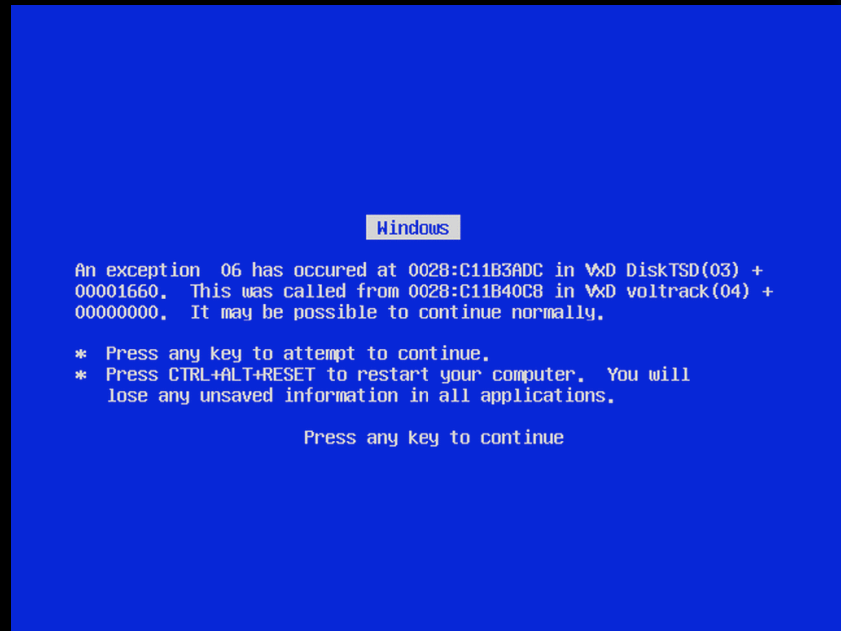 Windows
An exception  06 has occured at 0028:C11B3ADC in VxD DiskTSD(03) +
00001660.  This was called from 0028:C11B40C8 in VxD voltrack(04) +
00000000.  It may be possible to continue normally.
*  Press any key to attempt to continue.
*  Press CTRL+ALT+RESET to restart your computer.  You will
lose any unsaved information in all applications.
Press any key to continue